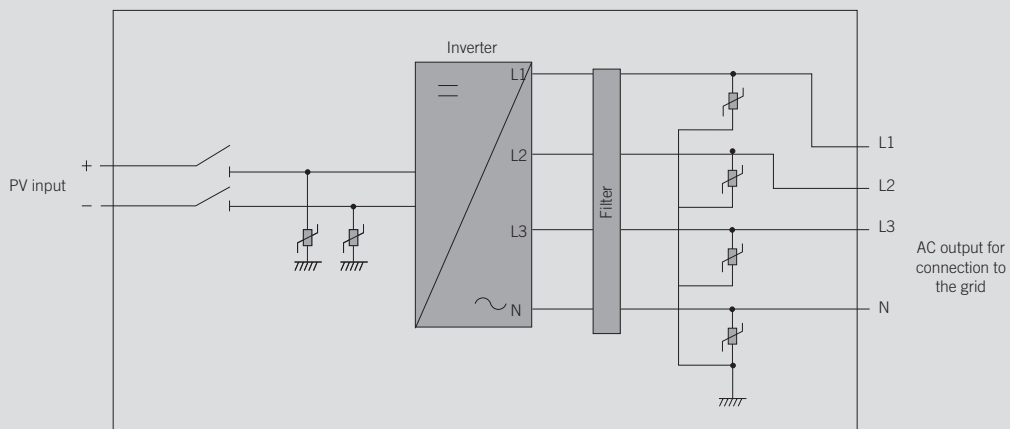 Inverter
L1
L2
L3
N
Filter
+
PV input
−
L1
L2
L3
N
AC output for
connection to
the grid